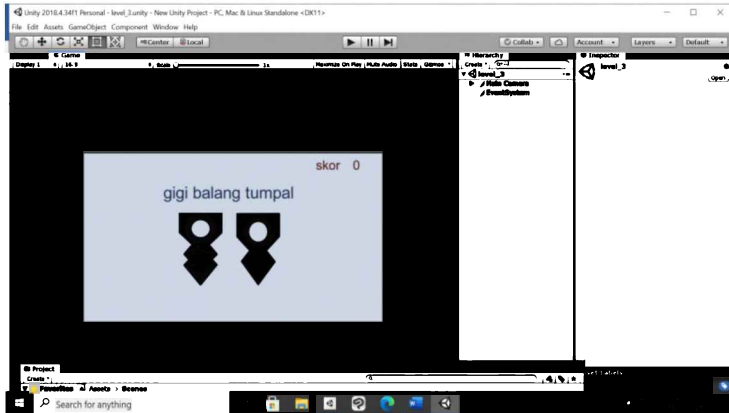 Unity 2018.4.34f1 Personal - level_3.unity - New Unity Project - PC, Mac & Linux Standalone <DX11>
File Edit Assets GameObject Component Window Help
Center Local
Collab Account Layers Default
Game
Hierarchy
Inspector
Display 1 16:9 Scale 1x Maximize On Play Mute Audio Stats Gizmos
Create
level_3
Open
level_3
Main Camera
EventSystem
skor 0
gigi balang tumpal
Project
Create
Favorites Assets > Scenes
Search for anything